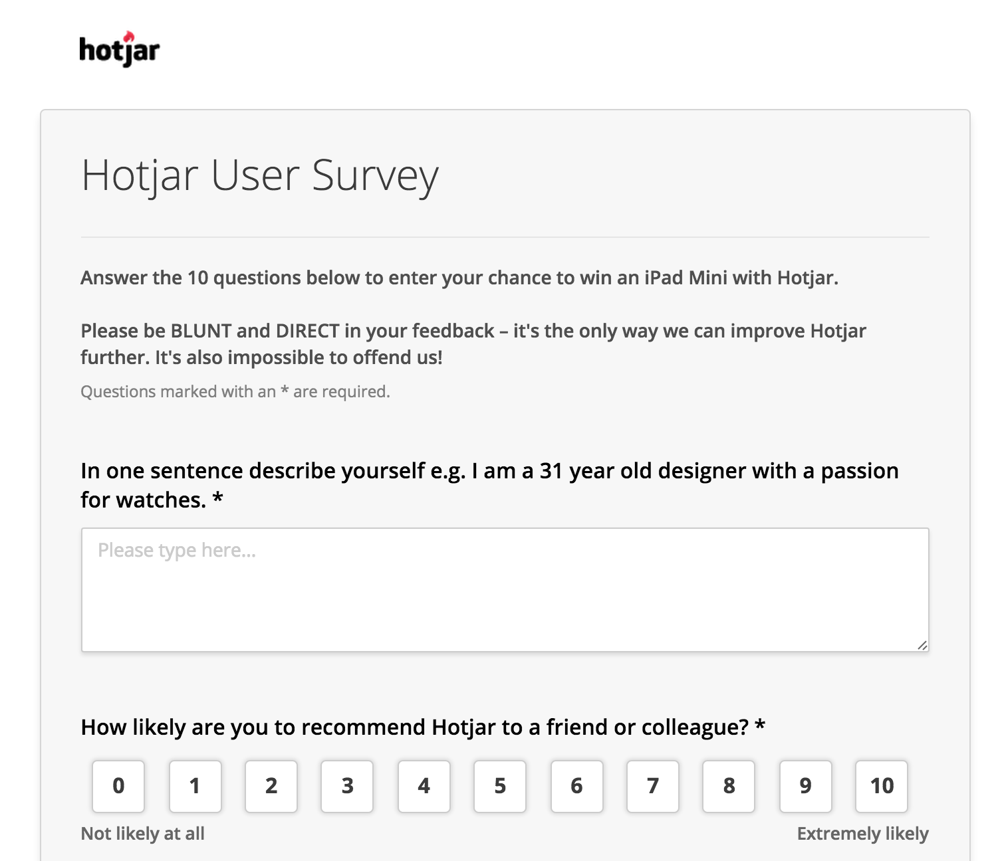 hotjar
Hotjar User Survey
Answer the 10 questions below to enter your chance to win an iPad Mini with Hotjar.
Please be BLUNT and DIRECT in your feedback – it's the only way we can improve Hotjar
further. It's also impossible to offend us!
Questions marked with an * are required.
In one sentence describe yourself e.g. I am a 31 year old designer with a passion
for watches. *
Please type here...
How likely are you to recommend Hotjar to a friend or colleague? *
0 1 2 3 4 5 6 7 8 9 10
Not likely at all Extremely likely